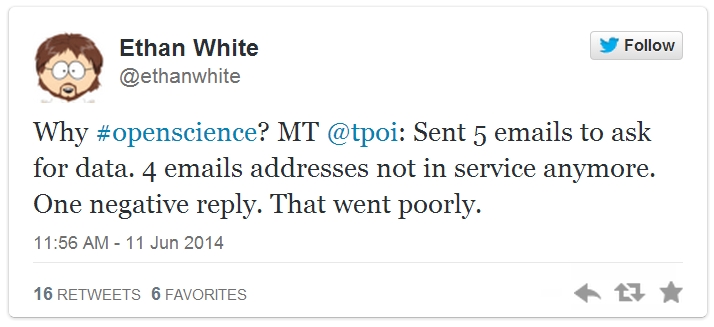 Ethan White
@ethanwhite
Follow
Why #openscience? MT @tpoi: Sent 5 emails to ask
for data. 4 emails addresses not in service anymore.
One negative reply. That went poorly.
11:56 AM - 11 Jun 2014
16 RETWEETS 6 FAVORITES